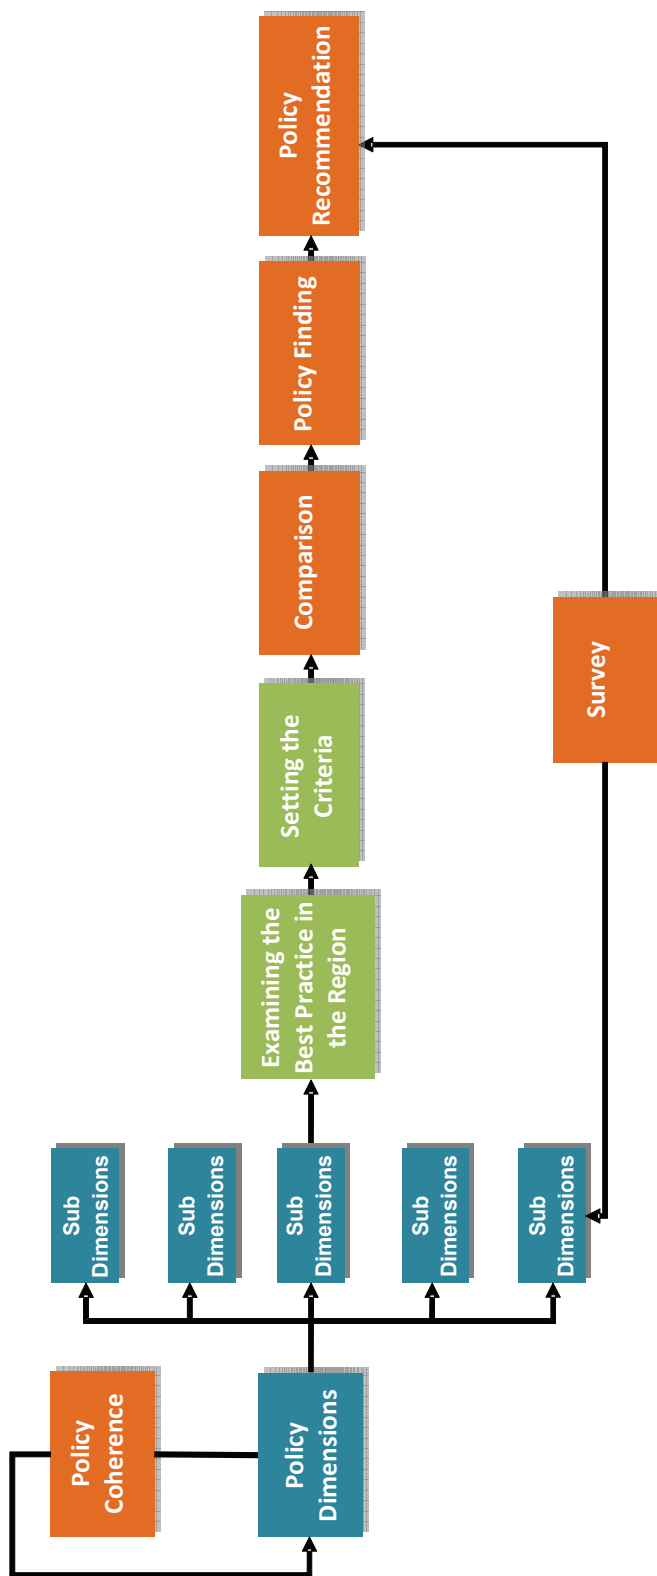 Policy
Coherence
Policy
Dimensions
Sub
Dimensions
Sub
Dimensions
Sub
Dimensions
Sub
Dimensions
Sub
Dimensions
Examining the
Best Practice in
the Region
Setting the
Criteria
Comparison
Policy Finding
Policy
Recommendation
Survey